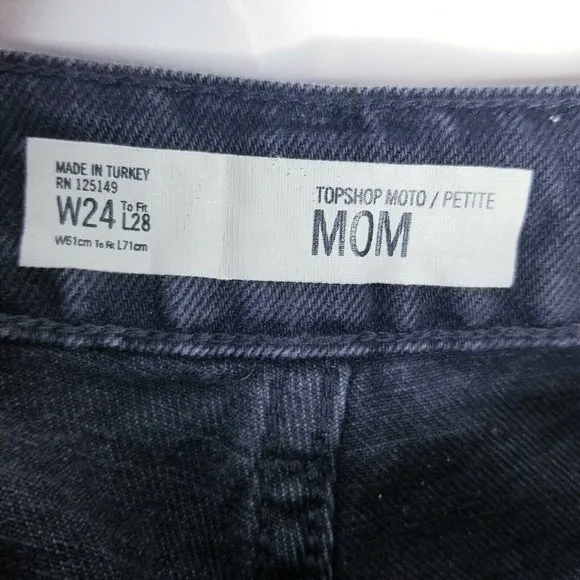 MADE IN TURKEY
RN 125149
W24 To Fit L28
W61cm To Fit L71cm
TOPSHOP MOTO / PETITE
MOM